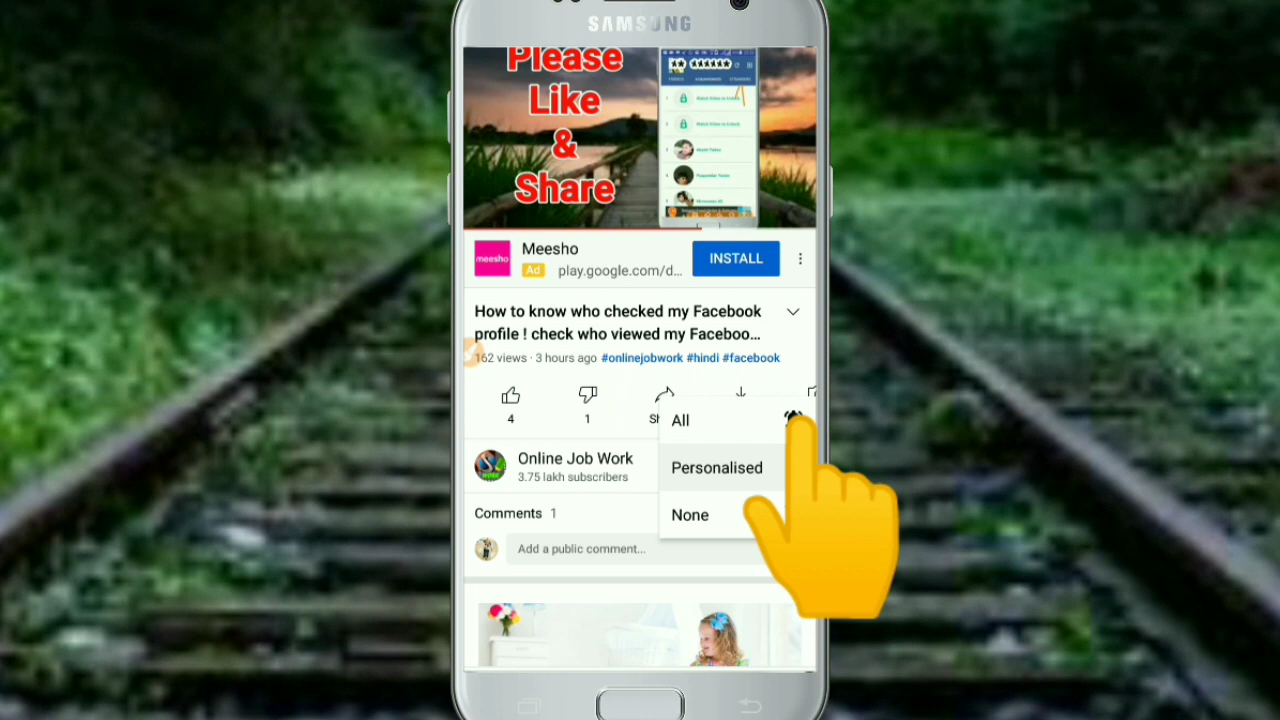 SAMSUNG
Please
Like
&
Share
meesho
Meesho
Ad play.google.com/d...
INSTALL
How to know who checked my Facebook
profile ! check who viewed my Faceboo...
162 views · 3 hours ago #onlinejobwork #hindi #facebook
4
1
Sh
All
Personalised
None
Online Job Work
3.75 lakh subscribers
Comments 1
Add a public comment...